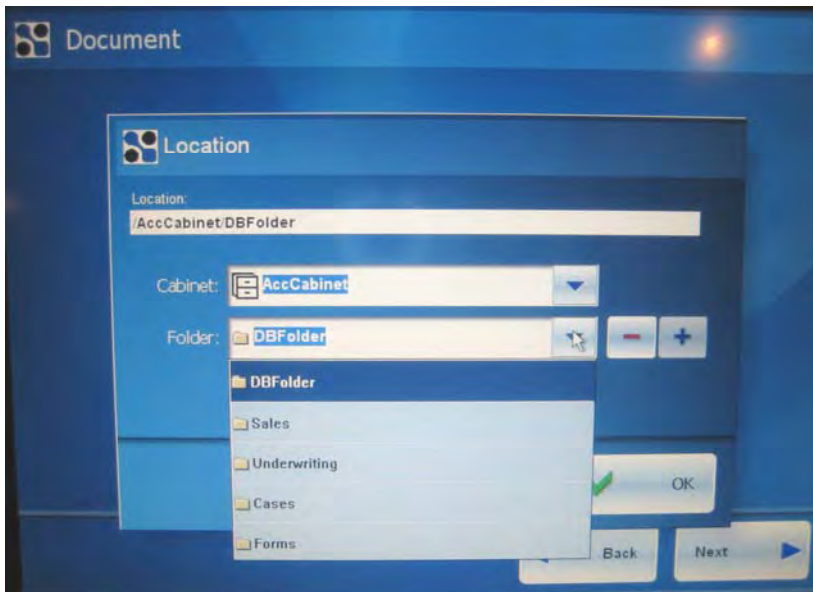 Document
Location
Location:
/AccCabinet/DBFolder
Cabinet: AccCabinet
Folder: DBFolder
DBFolder
Sales
Underwriting
Cases
Forms
OK
Back Next